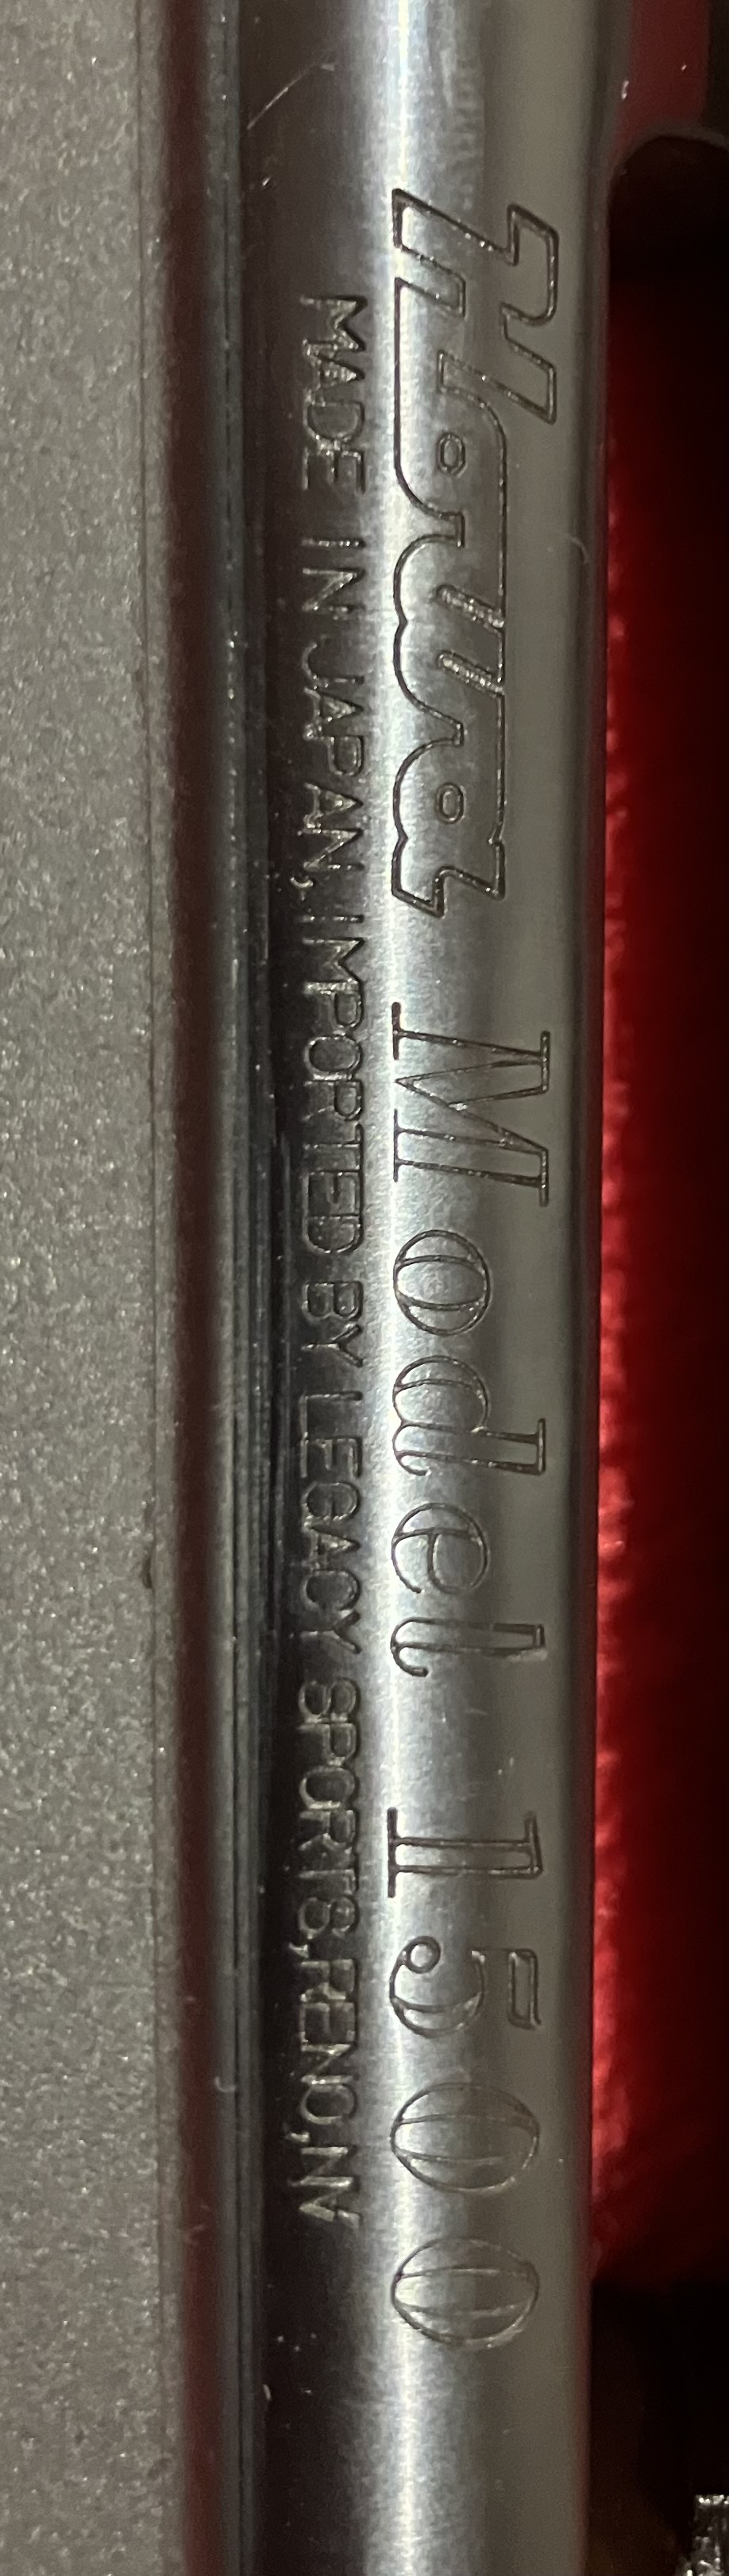 Howa Model 1500
MADE IN JAPAN, IMPORTED BY LEGACY SPORTS, RENO, NV